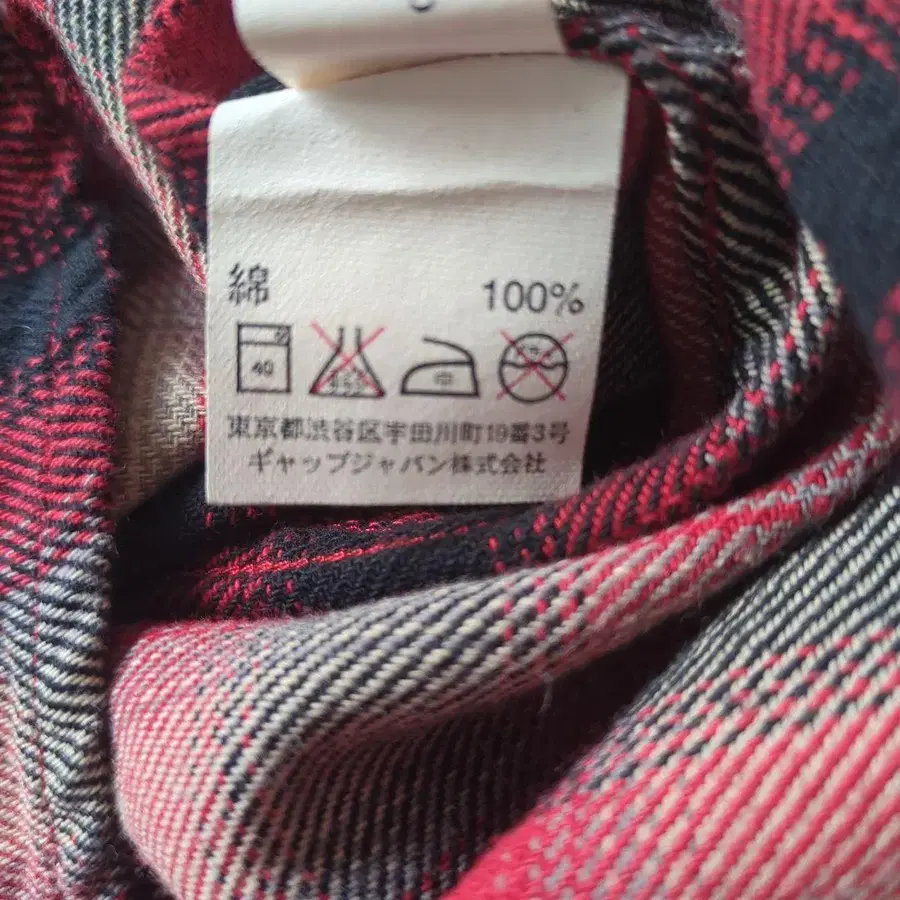 綿 100%
40 中
東京都渋谷区宇田川町19番3号
ギャップジャパン株式会社